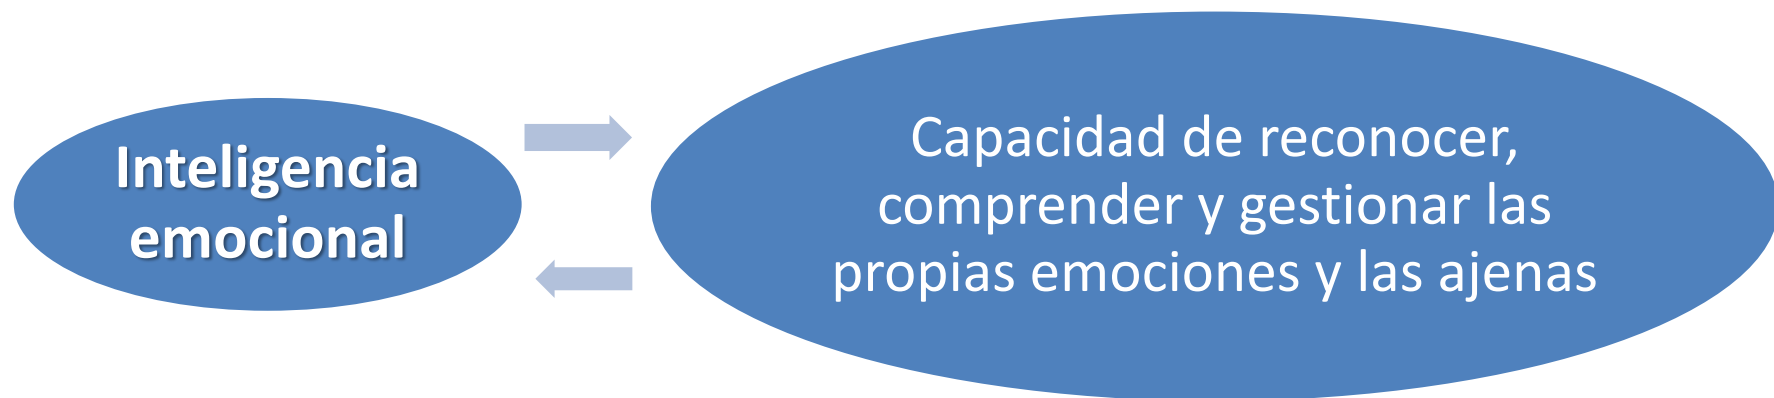 Inteligencia
emocional
Capacidad de reconocer,
comprender y gestionar las
propias emociones y las ajenas